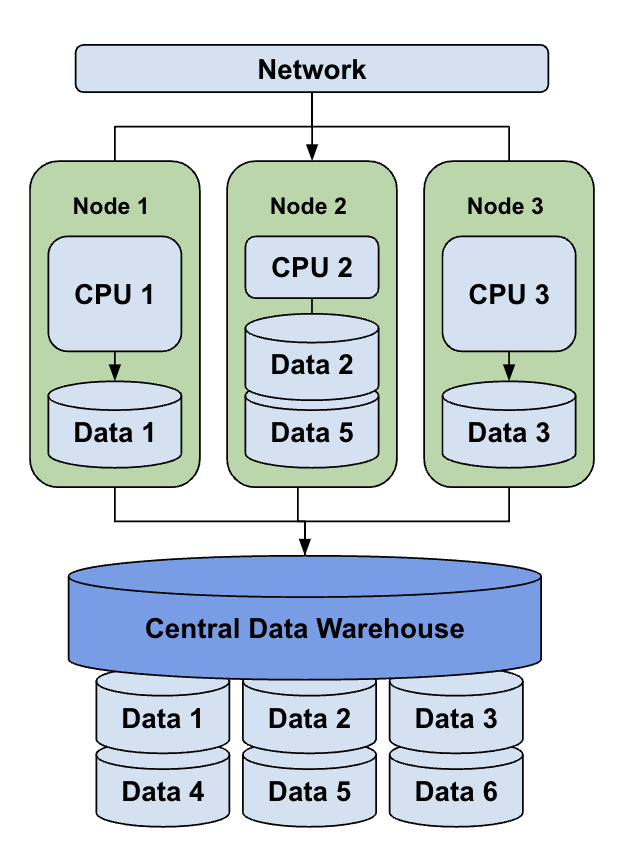 Network
Node 1
Node 2
Node 3
CPU 1
CPU 2
CPU 3
Data 2
Data 1
Data 5
Data 3
Central Data Warehouse
Data 1
Data 2
Data 3
Data 4
Data 5
Data 6